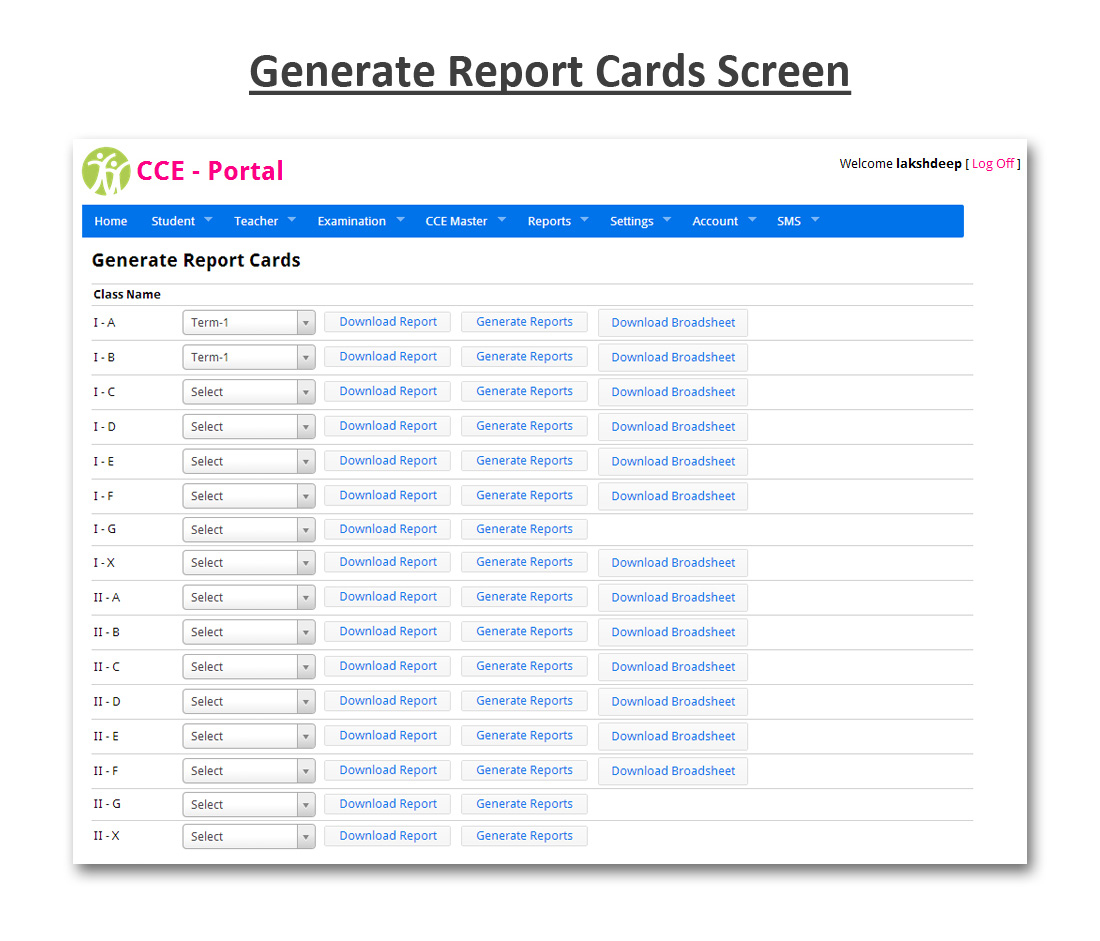 Generate Report Cards Screen
CCE - Portal
Welcome lakshdeep [ Log Off ]
Home Student Teacher Examination CCE Master Reports Settings Account SMS
Generate Report Cards
Class Name
I - A Term-1 Download Report Generate Reports Download Broadsheet
I - B Term-1 Download Report Generate Reports Download Broadsheet
I - C Select Download Report Generate Reports Download Broadsheet
I - D Select Download Report Generate Reports Download Broadsheet
I - E Select Download Report Generate Reports Download Broadsheet
I - F Select Download Report Generate Reports Download Broadsheet
I - G Select Download Report Generate Reports
I - X Select Download Report Generate Reports Download Broadsheet
II - A Select Download Report Generate Reports Download Broadsheet
II - B Select Download Report Generate Reports Download Broadsheet
II - C Select Download Report Generate Reports Download Broadsheet
II - D Select Download Report Generate Reports Download Broadsheet
II - E Select Download Report Generate Reports Download Broadsheet
II - F Select Download Report Generate Reports Download Broadsheet
II - G Select Download Report Generate Reports
II - X Select Download Report Generate Reports